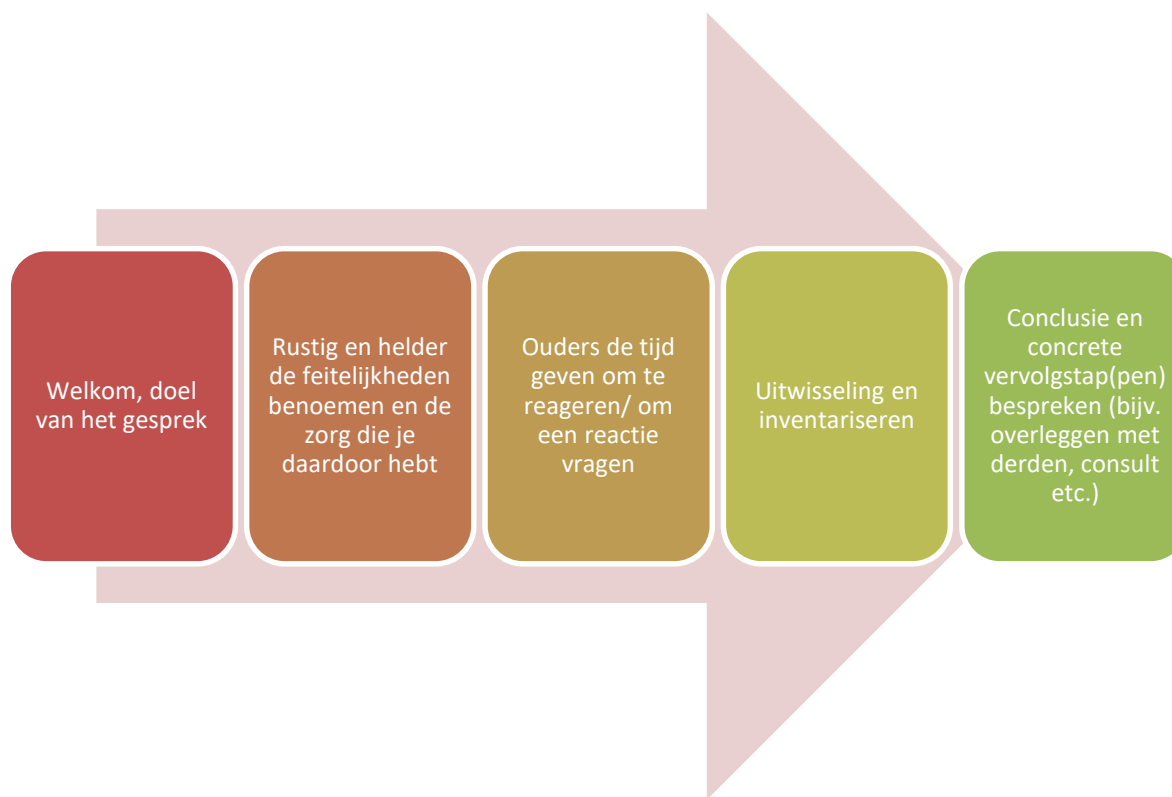 Welkom, doel
van het gesprek
Rustig en helder
de feitelijkheden
benoemen en de
zorg die je
daardoor hebt
Ouders de tijd
geven om te
reageren/ om
een reactie
vragen
Uitwisseling en
inventariseren
Conclusie en
concrete
vervolgstap(pen)
bespreken (bijv.
overleggen met
derden, consult
etc.)